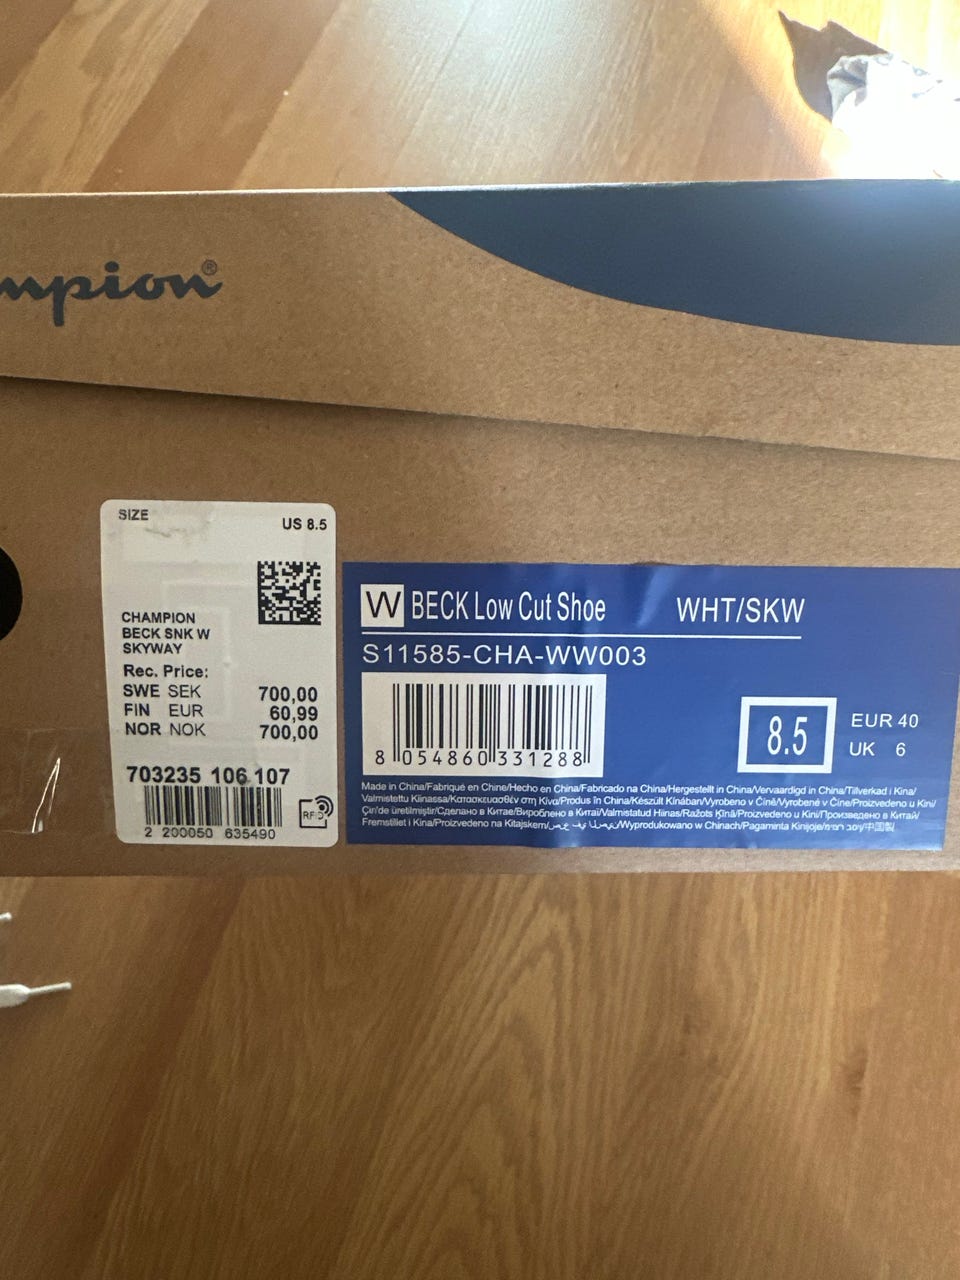 mpion®
SIZE
US 8.5
CHAMPION
BECK SNK W
SKYWAY
Rec. Price:
SWE SEK 700,00
FIN EUR 60,99
NOR NOK 700,00
703235 106 107
2 200050 635490
RFID
W BECK Low Cut Shoe WHT/SKW
S11585-CHA-WW003
8 054860 331288
8.5
EUR 40
UK 6
Made in China/Fabriqué en Chine/Hecho en China/Fabricado na China/Hergestellt in China/Vervaardigd in China/Tillverkad i Kina/
Valmistettu Kiinassa/Κατασκευασθέν στη Κίνα/Produs în China/Készült Kínában/Vyrobeno v Číně/Vyrobené v Číne/Proizvedeno u Kini/
Çin'de üretilmiştir/Сделано в Китае/Вироблено в Китаї/Valmistatud Hiinas/Ražots Ķīnā/Proizvedeno u Kini/Произведено в Китай/
Fremstillet i Kina/Proizvedeno na Kitajskem/Wyprodukowano w Chinach/Pagaminta Kinijoje/中国製